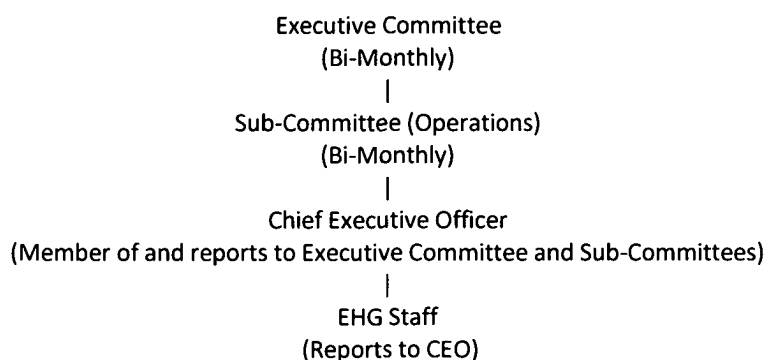 Executive Committee
(Bi-Monthly)
|
Sub-Committee (Operations)
(Bi-Monthly)
|
Chief Executive Officer
(Member of and reports to Executive Committee and Sub-Committees)
|
EHG Staff
(Reports to CEO)